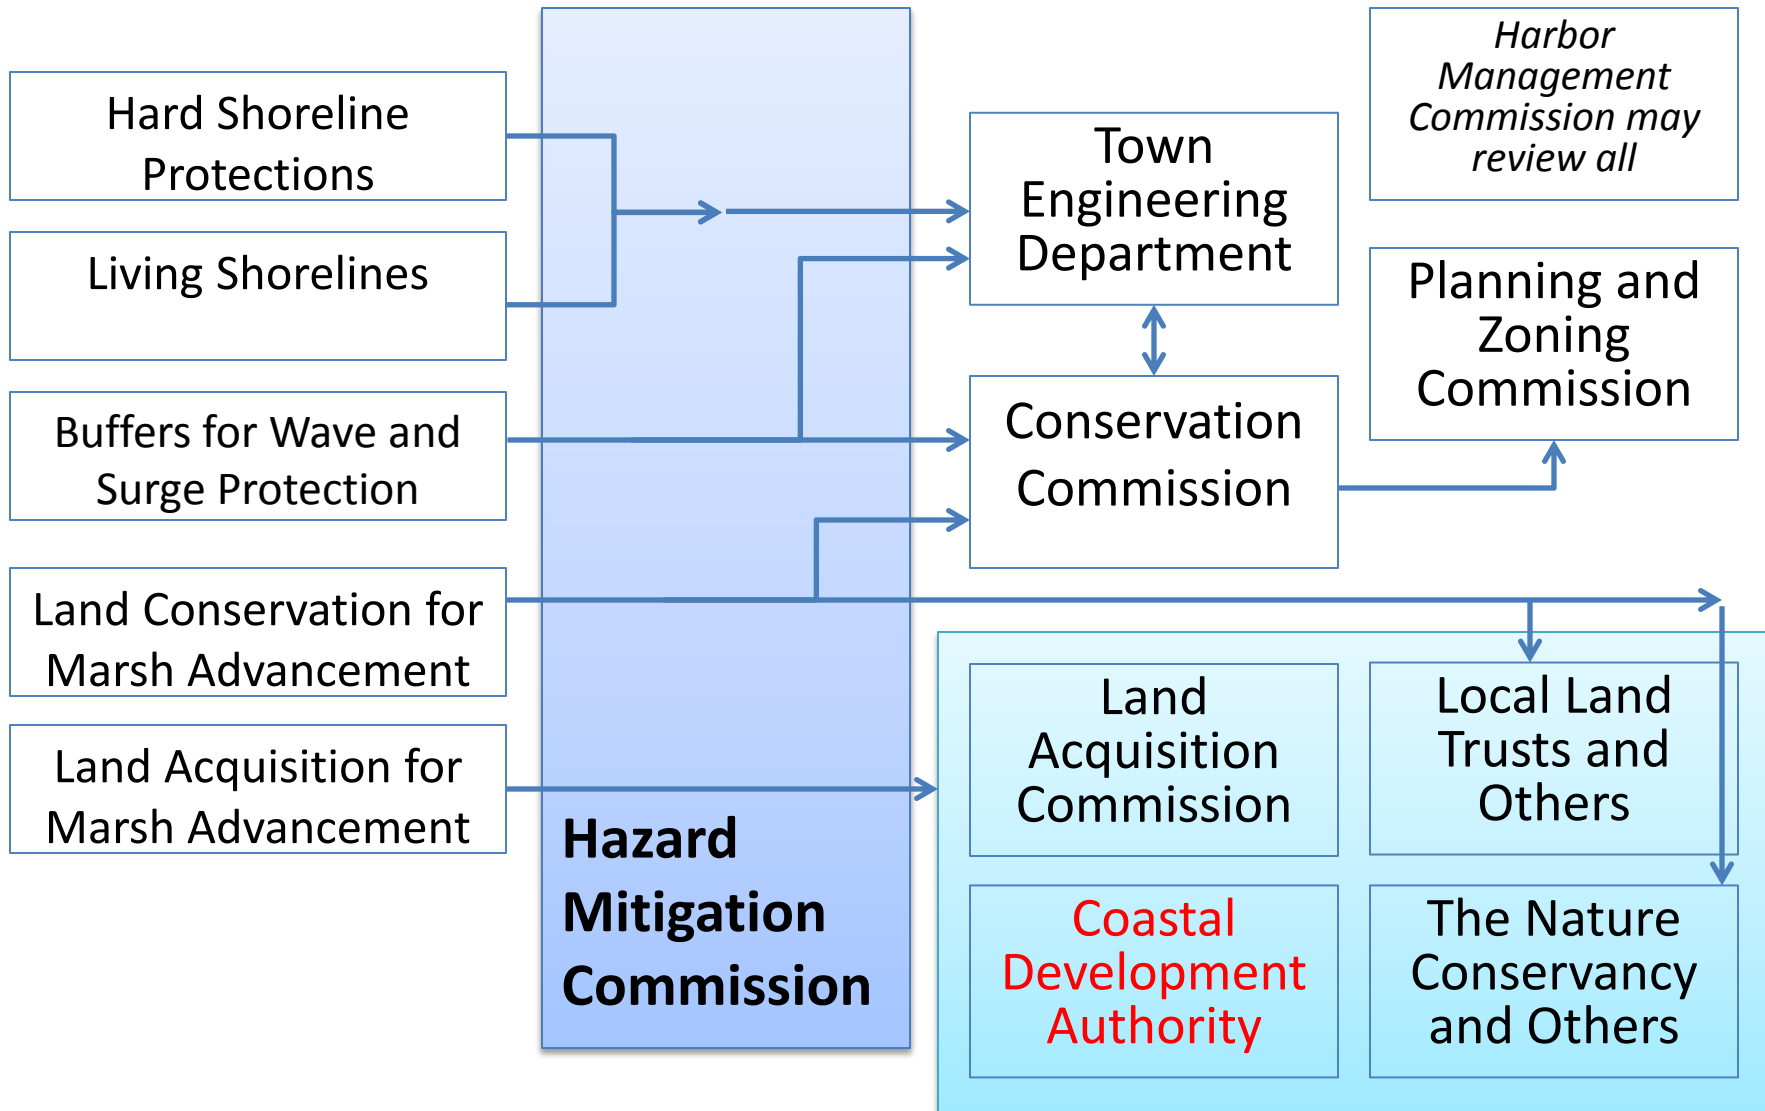 Hard Shoreline
Protections
Living Shorelines
Buffers for Wave and
Surge Protection
Land Conservation for
Marsh Advancement
Land Acquisition for
Marsh Advancement
Hazard
Mitigation
Commission
Town
Engineering
Department
Conservation
Commission
Harbor
Management
Commission may
review all
Planning and
Zoning
Commission
Land
Acquisition
Commission
Local Land
Trusts and
Others
Coastal
Development
Authority
The Nature
Conservancy
and Others